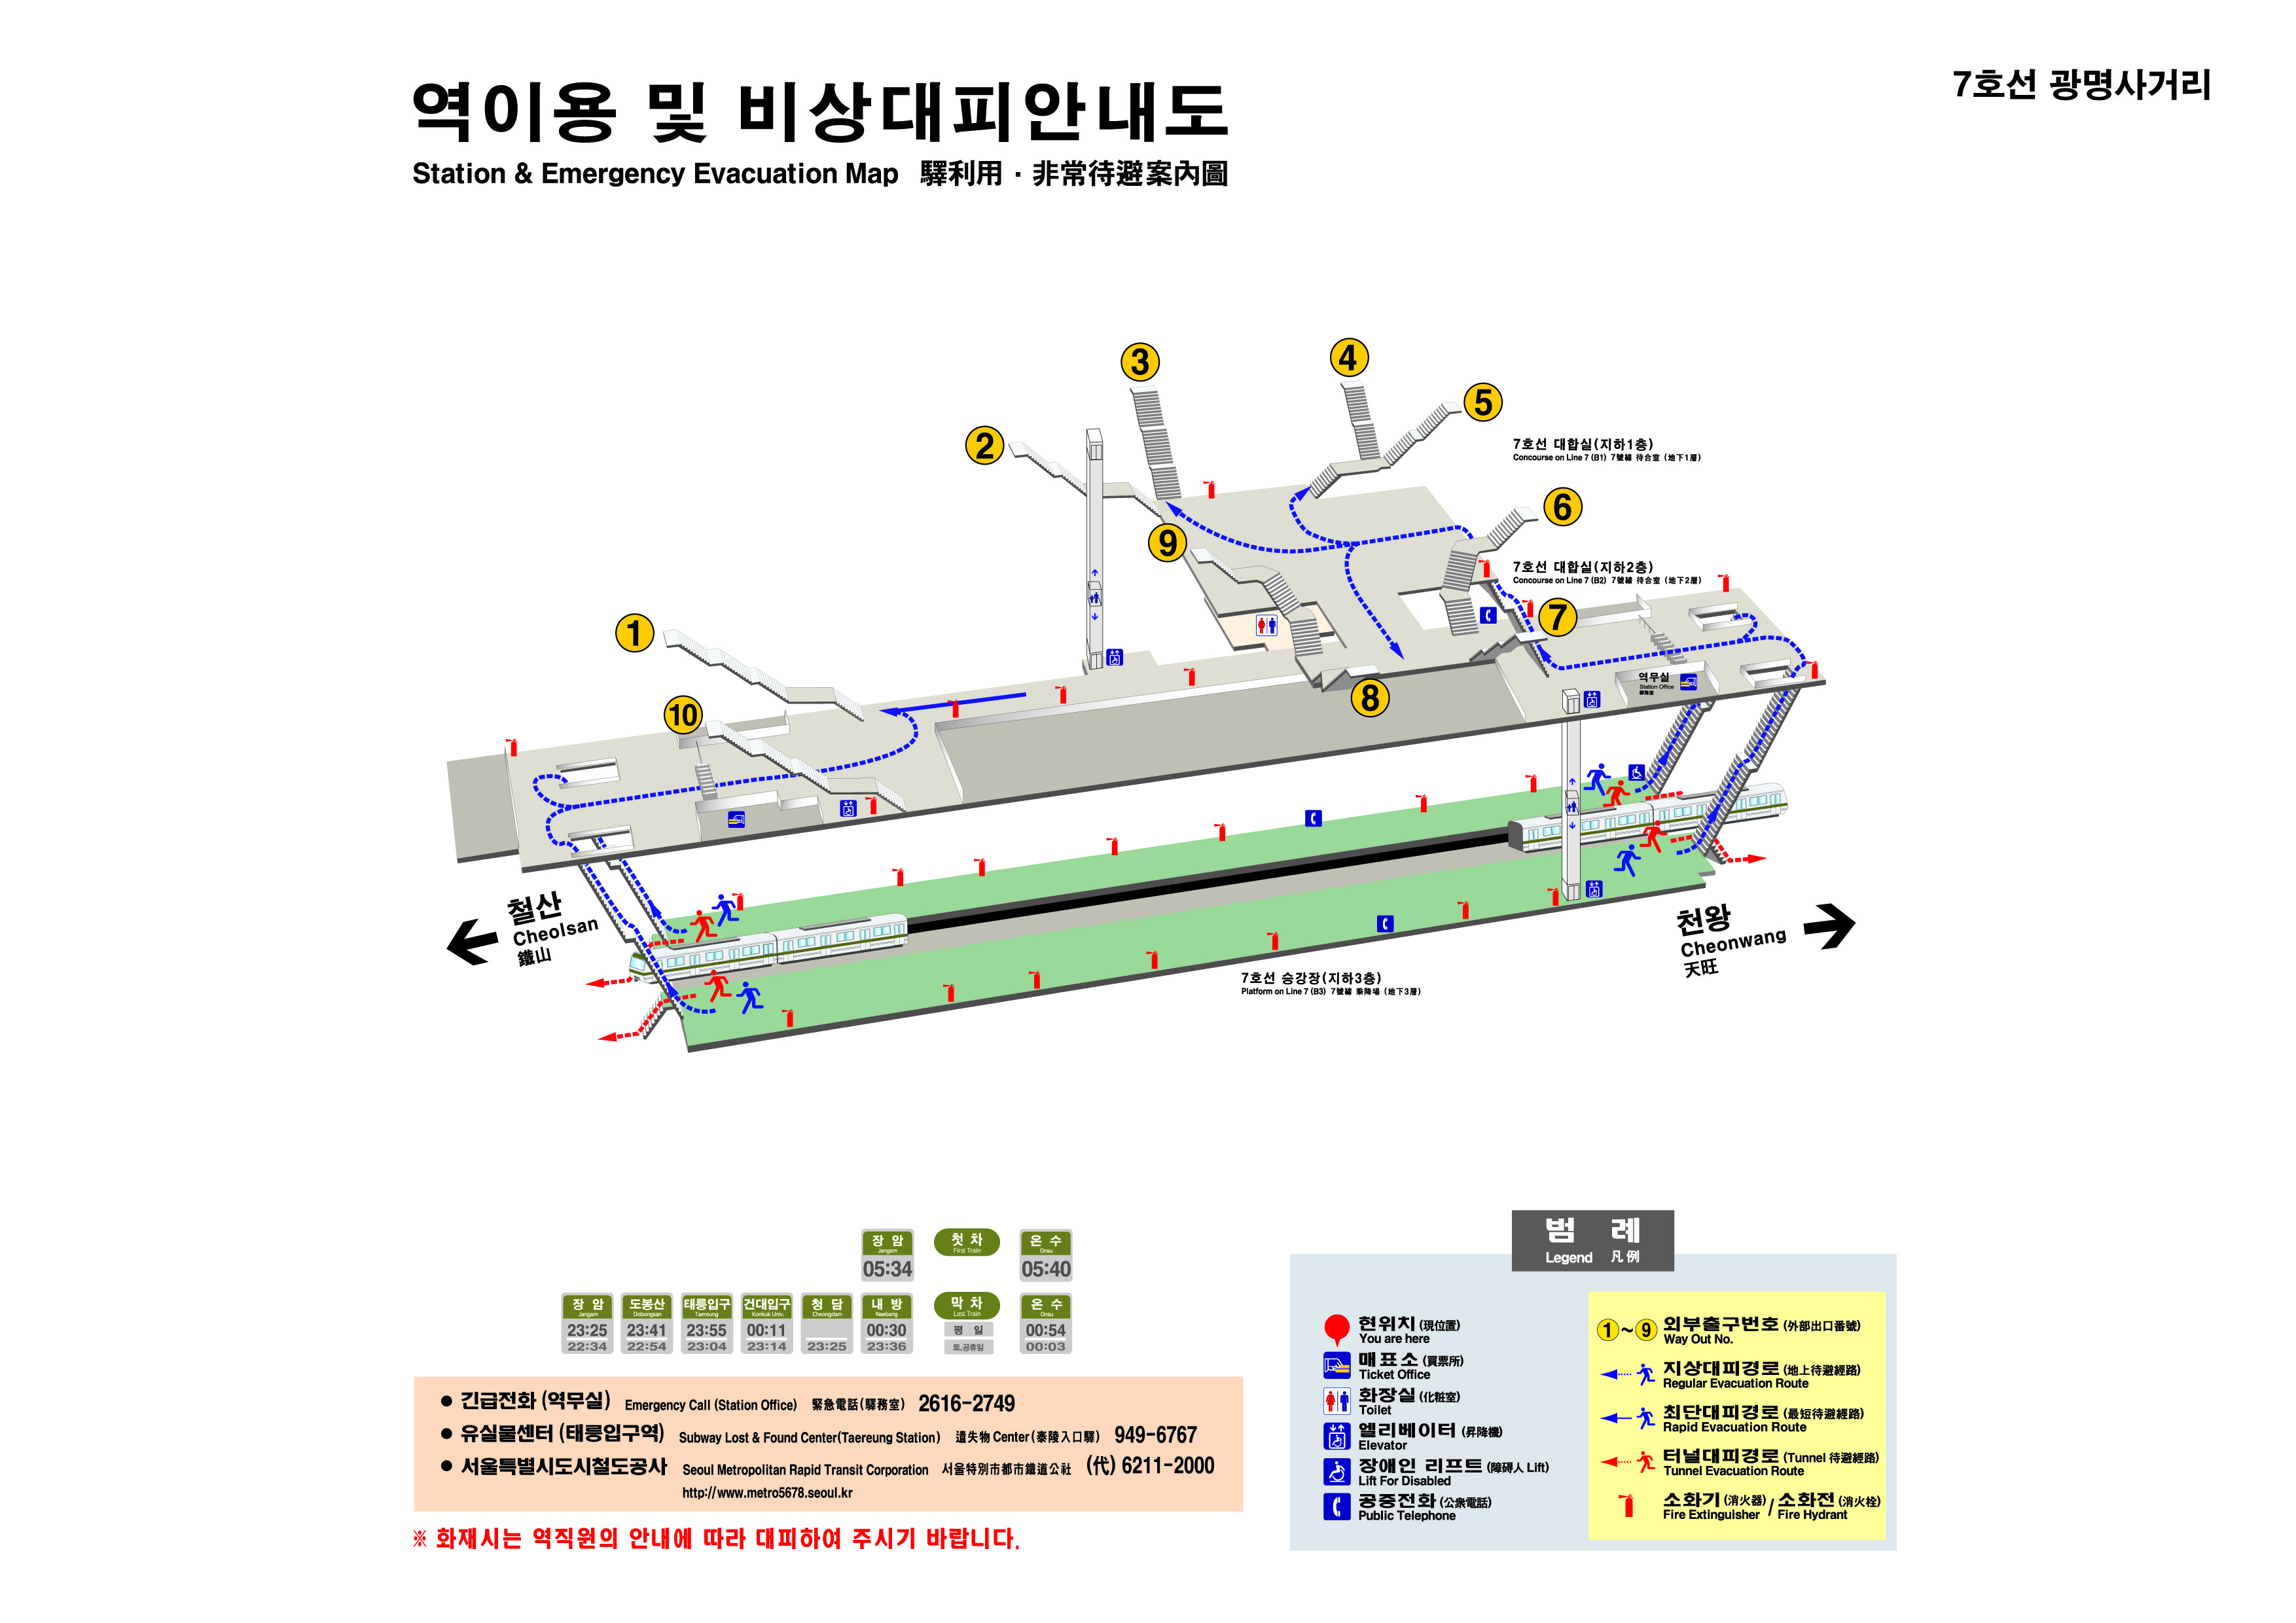 7호선 광명사거리
역이용 및 비상대피안내도
Station & Emergency Evacuation Map 驛利用 · 非常待避案內圖
3
4
5
2
7호선 대합실(지하1층)
Concourse on Line 7 (B1) 7號線 待合室 (地下1層)
6
9
7호선 대합실(지하2층)
Concourse on Line 7 (B2) 7號線 待合室 (地下2層)
7
1
역무실
Station Office
驛務室
8
10
철산
Cheolsan
鐵山
천왕
Cheonwang
天旺
7호선 승강장(지하3층)
Platform on Line 7 (B3) 7號線 乘降場 (地下3層)
장 암 첫 차 온 수
Jangam First Train Onsu
05:34 05:40
장 암 도봉산 태릉입구 건대입구 청 담 내 방 막 차 온 수
Jangam Dobongsan Taereung Konkuk Univ. Cheongdam Naebang Last Train Onsu
23:25 23:41 23:55 00:11 00:30 평 일 00:54
22:34 22:54 23:04 23:14 23:25 23:36 토,공휴일 00:03
● 긴급전화 (역무실) Emergency Call (Station Office) 緊急電話(驛務室) 2616-2749
● 유실물센터 (태릉입구역) Subway Lost & Found Center(Taereung Station) 遺失物 Center(泰陵入口驛) 949-6767
● 서울특별시도시철도공사 Seoul Metropolitan Rapid Transit Corporation 서울特別市都市鐵道公社 (代) 6211-2000
http://www.metro5678.seoul.kr
※ 화재시는 역직원의 안내에 따라 대피하여 주시기 바랍니다.
범 례
Legend 凡例
현위치 (現位置)
You are here
매표소 (買票所)
Ticket Office
화장실 (化粧室)
Toilet
엘리베이터 (昇降機)
Elevator
장애인 리프트 (障碍人 Lift)
Lift For Disabled
공중전화 (公衆電話)
Public Telephone
1~9 외부출구번호 (外部出口番號)
Way Out No.
지상대피경로 (地上待避經路)
Regular Evacuation Route
최단대피경로 (最短待避經路)
Rapid Evacuation Route
터널대피경로 (Tunnel 待避經路)
Tunnel Evacuation Route
소화기 (消火器) / 소화전 (消火栓)
Fire Extinguisher / Fire Hydrant